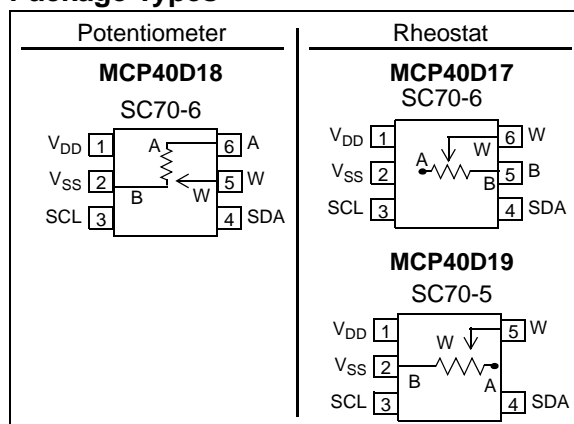 Potentiometer
MCP40D18
SC70-6
VDD 1
VSS 2
SCL 3
A
B
W
6 A
5 W
4 SDA
Rheostat
MCP40D17
SC70-6
VDD 1
VSS 2
SCL 3
A
W
B
6 W
5 B
4 SDA
MCP40D19
SC70-5
VDD 1
VSS 2
SCL 3
W
B
A
5 W
4 SDA